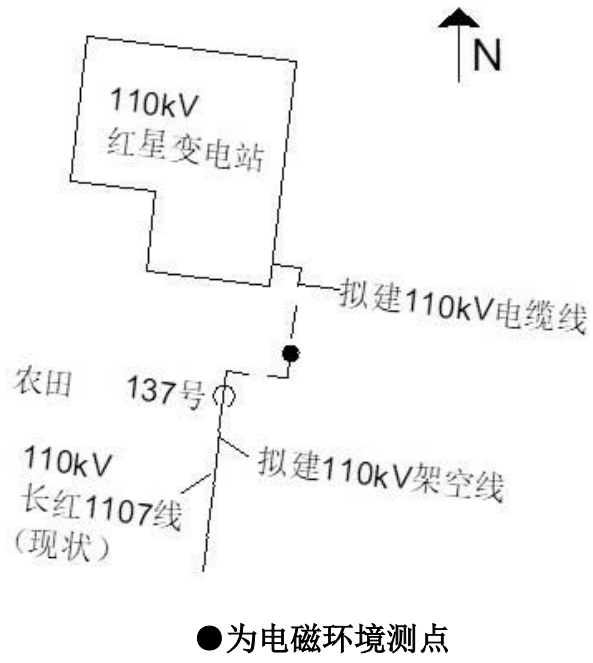 N
110kV
红星变电站
拟建110kV电缆线
农田
137号
拟建110kV架空线
110kV
长红1107线
（现状）
●为电磁环境测点